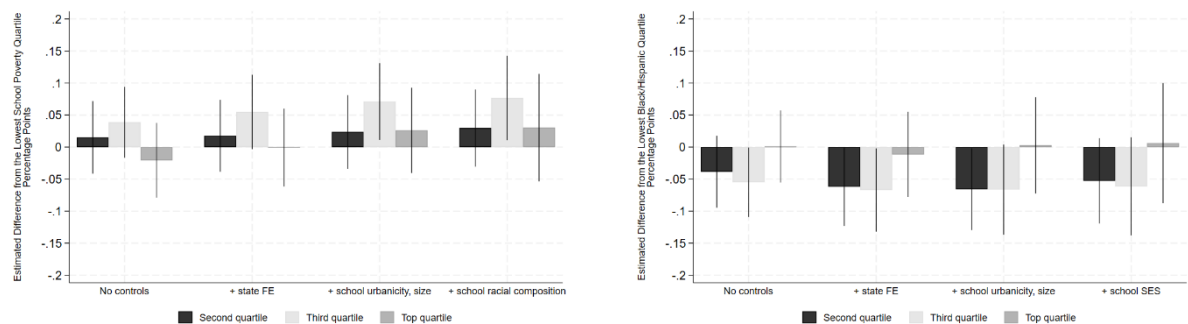 Estimated Difference from the Lowest School Poverty Quartile
Percentage Points
.2
.15
.1
.05
0
-.05
-.1
-.15
-.2
No controls
+ state FE
+ school urbanicity, size
+ school racial composition
Second quartile
Third quartile
Top quartile
Estimated Difference from the Lowest Black/Hispanic Quartile
Percentage Points
.2
.15
.1
.05
0
-.05
-.1
-.15
-.2
No controls
+ state FE
+ school urbanicity, size
+ school SES
Second quartile
Third quartile
Top quartile